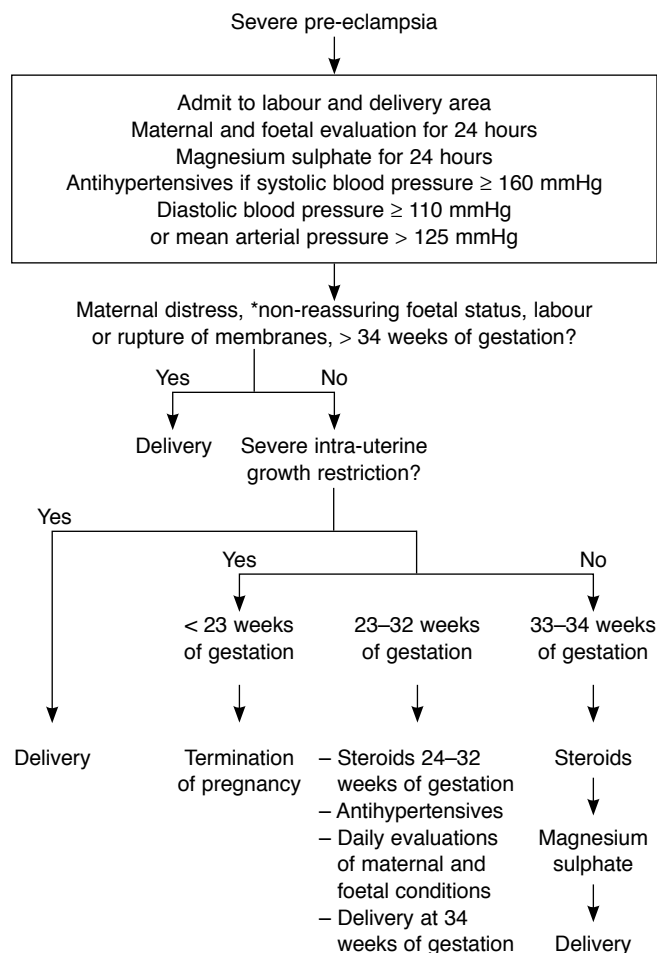 Severe pre-eclampsia
Admit to labour and delivery area
Maternal and foetal evaluation for 24 hours
Magnesium sulphate for 24 hours
Antihypertensives if systolic blood pressure ≥ 160 mmHg
Diastolic blood pressure ≥ 110 mmHg
or mean arterial pressure > 125 mmHg
Maternal distress, *non-reassuring foetal status, labour
or rupture of membranes, > 34 weeks of gestation?
Yes
No
Delivery
Severe intra-uterine
growth restriction?
Yes
Yes
No
< 23 weeks
of gestation
23–32 weeks
of gestation
33–34 weeks
of gestation
Delivery
Termination
of pregnancy
– Steroids 24–32
weeks of gestation
– Antihypertensives
– Daily evaluations
of maternal and
foetal conditions
– Delivery at 34
weeks of gestation
Steroids
Magnesium
sulphate
Delivery